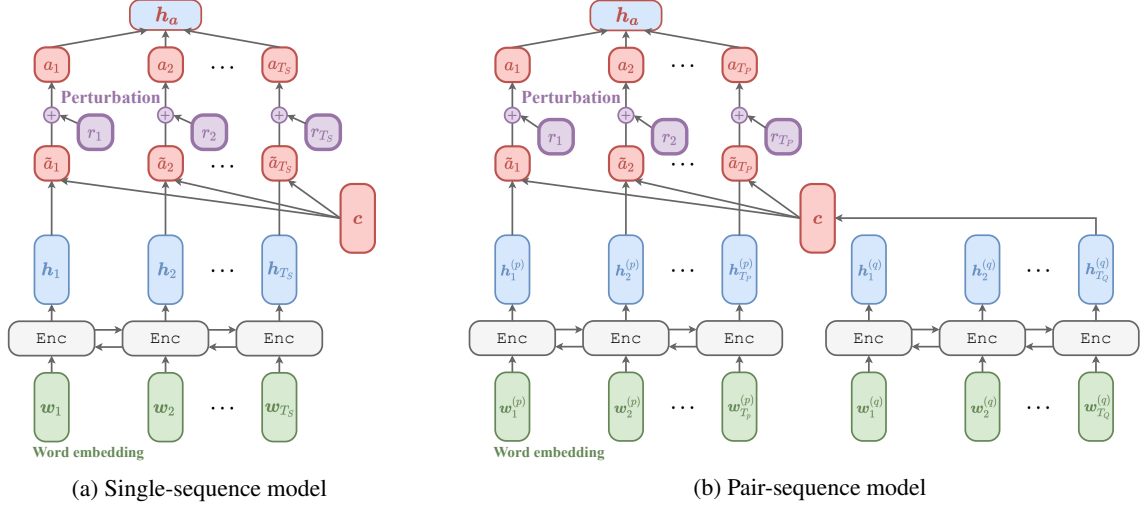 h_a h_a
a_1 a_2 ... a_{T_S} a_1 a_2 ... a_{T_P}
Perturbation Perturbation
+ + + + + +
r_1 r_2 r_{T_S} r_1 r_2 r_{T_P}
ã_1 ã_2 ... ã_{T_S} ã_1 ã_2 ... ã_{T_P}
c c
h_1 h_2 ... h_{T_S} h_1^{(p)} h_2^{(p)} ... h_{T_P}^{(p)} h_1^{(q)} h_2^{(q)} ... h_{T_Q}^{(q)}
Enc Enc Enc Enc Enc Enc Enc Enc Enc
w_1 w_2 ... w_{T_S} w_1^{(p)} w_2^{(p)} ... w_{T_P}^{(p)} w_1^{(q)} w_2^{(q)} ... w_{T_Q}^{(q)}
Word embedding Word embedding
(a) Single-sequence model (b) Pair-sequence model